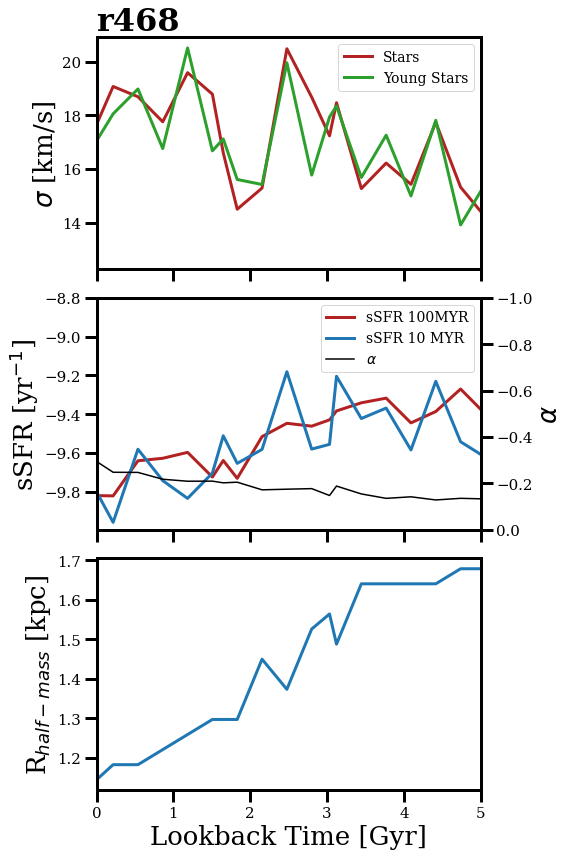 r468
σ [km/s]
20
18
16
14
Stars
Young Stars
sSFR [yr⁻¹]
−8.8
−9.0
−9.2
−9.4
−9.6
−9.8
sSFR 100MYR
sSFR 10 MYR
α
−1.0
−0.8
−0.6
−0.4
−0.2
0.0
α
R_half−mass [kpc]
1.7
1.6
1.5
1.4
1.3
1.2
0 1 2 3 4 5
Lookback Time [Gyr]